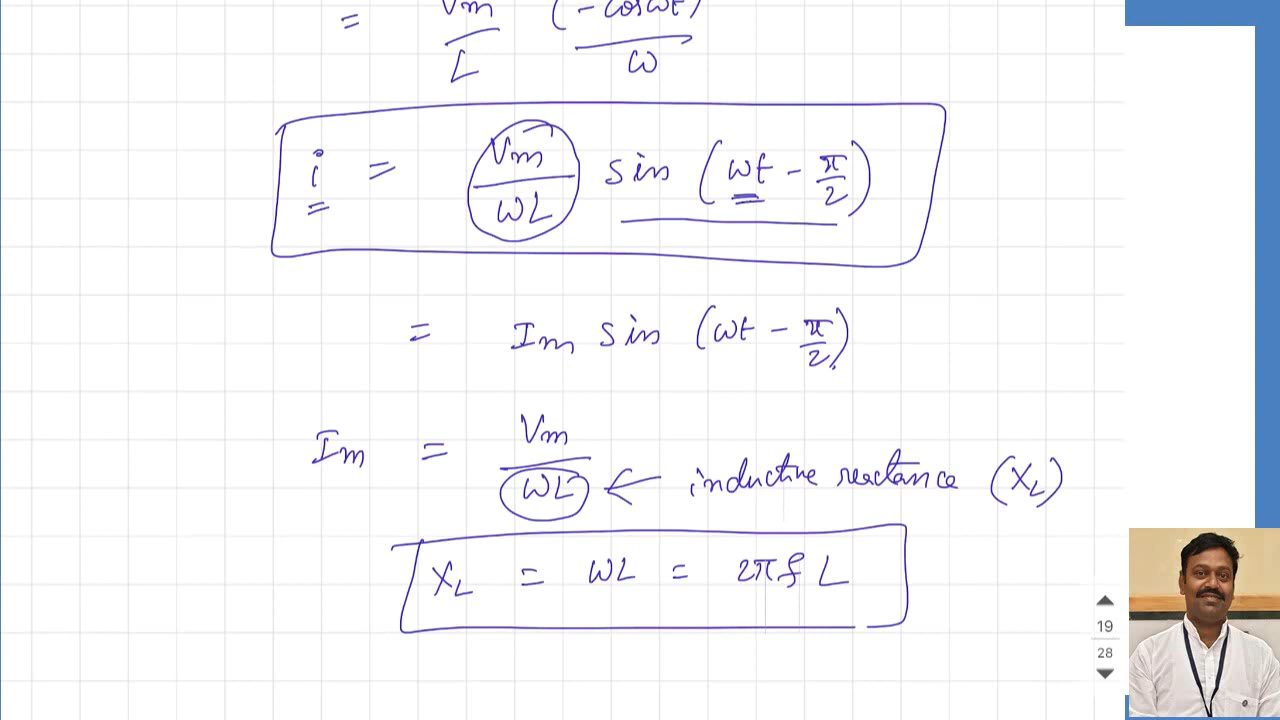 = Vm/L (-cosωt)/ω
i = Vm/ωL sin (ωt - π/2)
= Im sin (ωt - π/2)
Im = Vm/ωL ← inductive reactance (XL)
XL = ωL = 2πf L
19
28